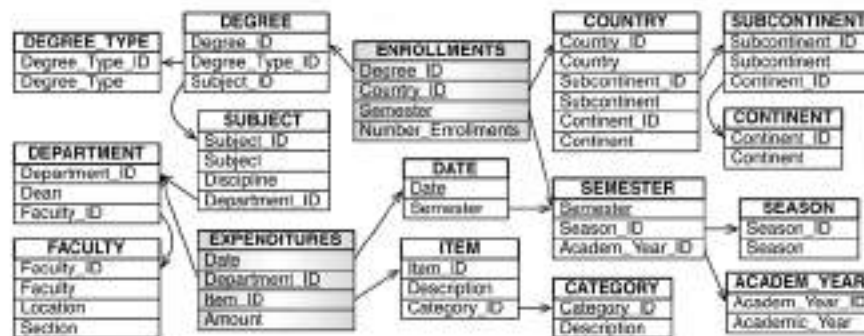 DEGREE_TYPE
Degree_Type_ID
Degree_Type
DEGREE
Degree_ID
Degree_Type_ID
Subject_ID
ENROLLMENTS
Degree_ID
Country_ID
Semester
Number_Enrollments
COUNTRY
Country_ID
Country
Subcontinent_ID
Subcontinent
Continent_ID
Continent
SUBCONTINENT
Subcontinent_ID
Subcontinent
Continent_ID
CONTINENT
Continent_ID
Continent
SUBJECT
Subject_ID
Subject
Discipline
Department_ID
DEPARTMENT
Department_ID
Dean
Faculty_ID
FACULTY
Faculty_ID
Faculty
Location
Section
EXPENDITURES
Date
Department_ID
Item_ID
Amount
DATE
Date
Semester
ITEM
Item_ID
Description
Category_ID
SEMESTER
Semester
Season_ID
Academ_Year_ID
SEASON
Season_ID
Season
CATEGORY
Category_ID
Description
ACADEM_YEAR
Academ_Year_ID
Academic_Year